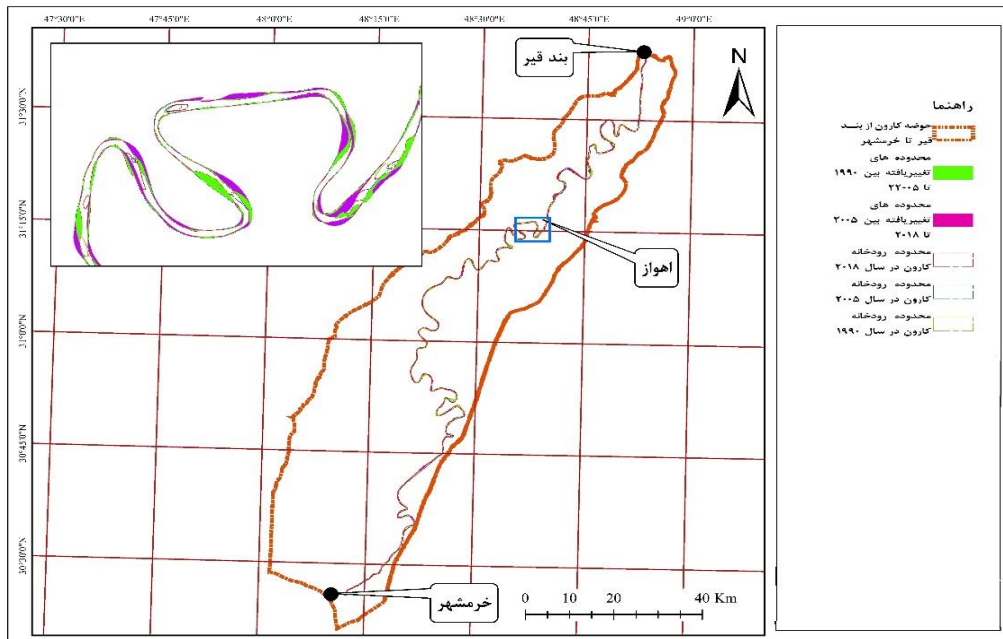 47°30'0"E
47°45'0"E
48°0'0"E
48°15'0"E
48°30'0"E
48°45'0"E
49°0'0"E
31°30'0"N
31°15'0"N
31°0'0"N
30°45'0"N
30°30'0"N
بند قیر
N
اهواز
خرمشهر
0 10 20 40 Km
راهنما
حوضه کارون از بند
قیر تا خرمشهر
محدوده های
تغییریافته بین ۱۹۹۰
تا ۲۲۰۰۵
محدوده های
تغییریافته بین ۲۰۰۵
تا ۲۰۱۸
محدوده رودخانه
کارون در سال ۲۰۱۸
محدوده رودخانه
کارون در سال ۲۰۰۵
محدوده رودخانه
کارون در سال ۱۹۹۰